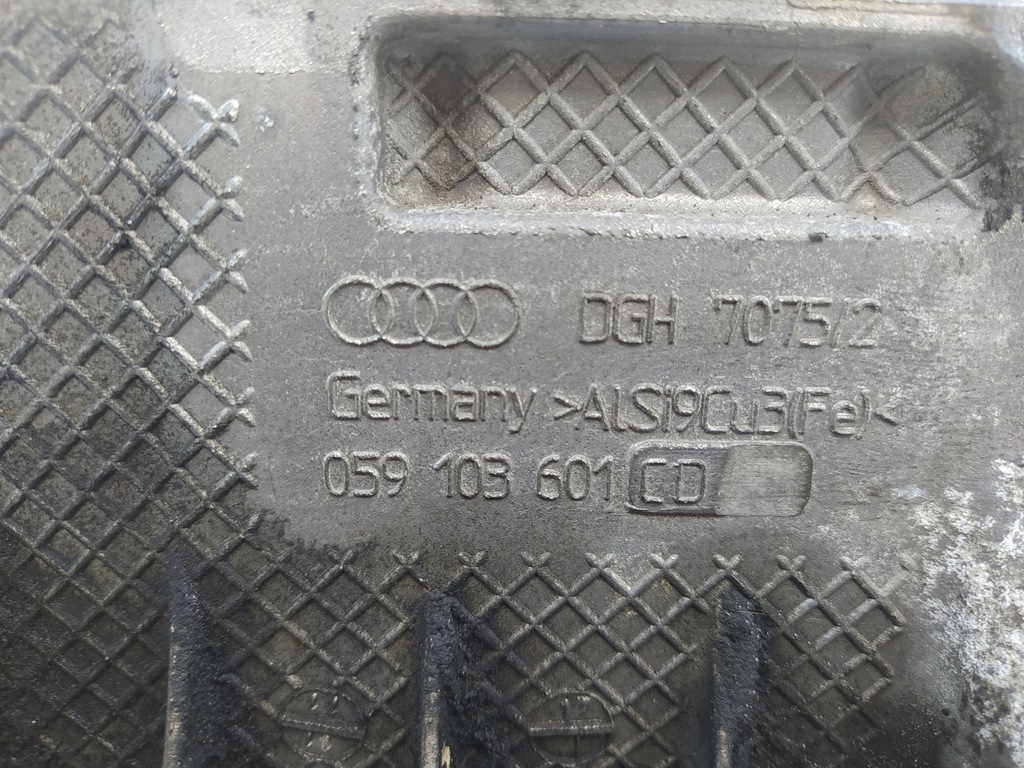 DGH 7075/2
Germany >AlSi9Cu3(Fe)<
059 103 601 CD